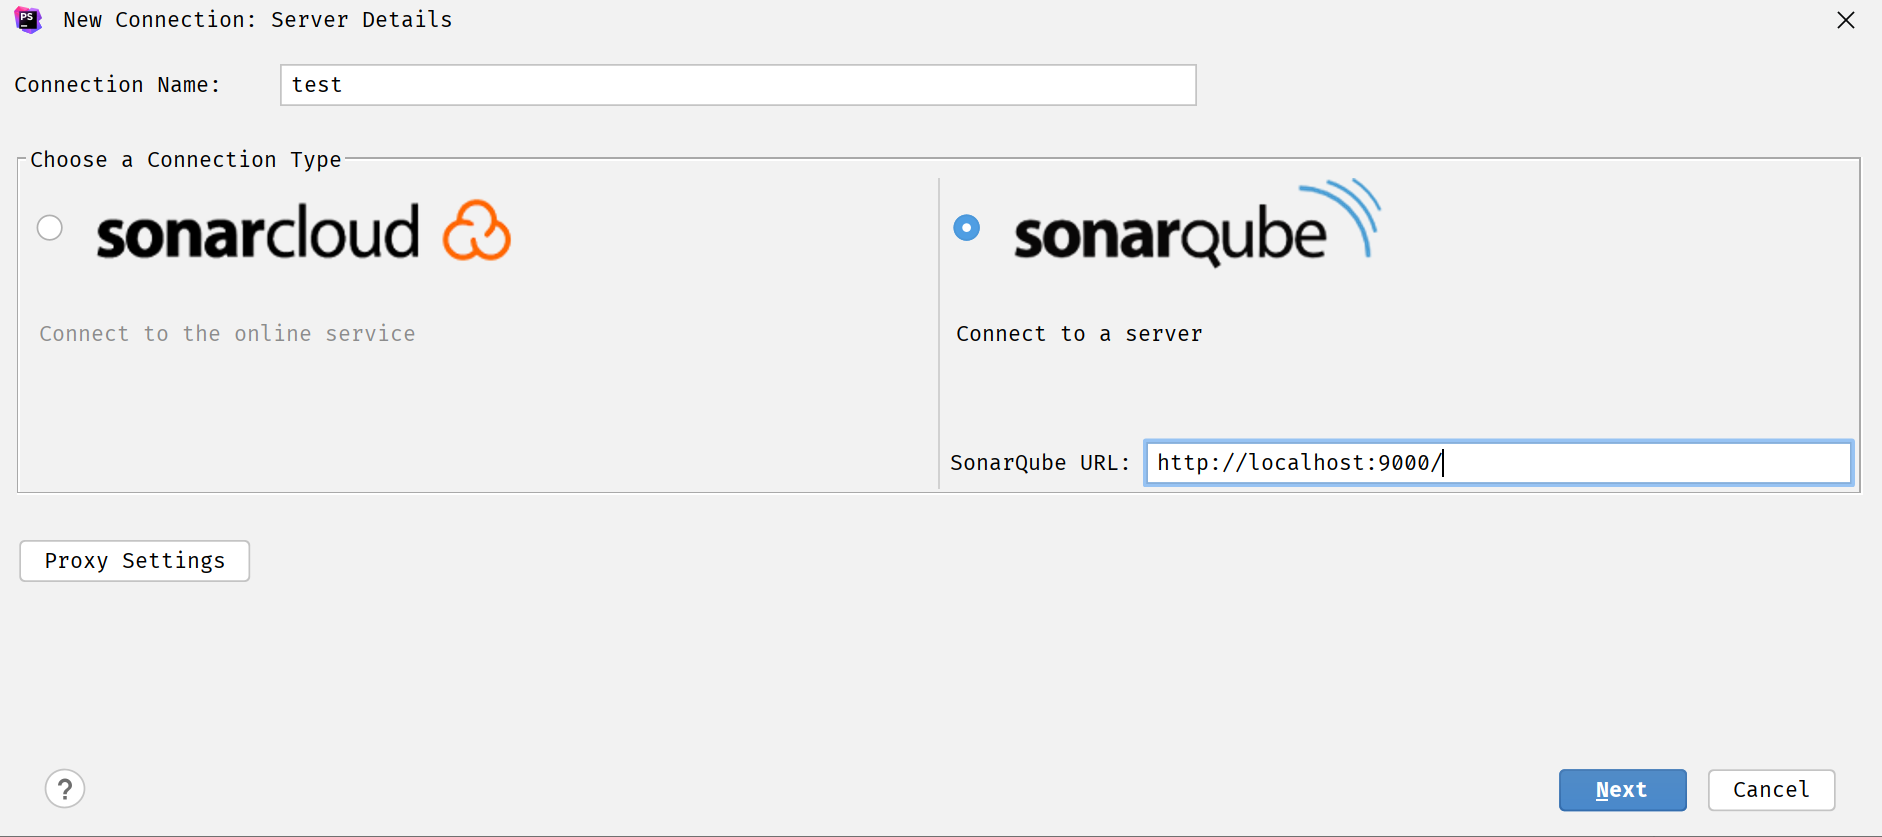 PS
New Connection: Server Details
Connection Name:
test
Choose a Connection Type
sonarcloud
sonarqube
Connect to the online service
Connect to a server
SonarQube URL:
http://localhost:9000/
Proxy Settings
?
Next
Cancel